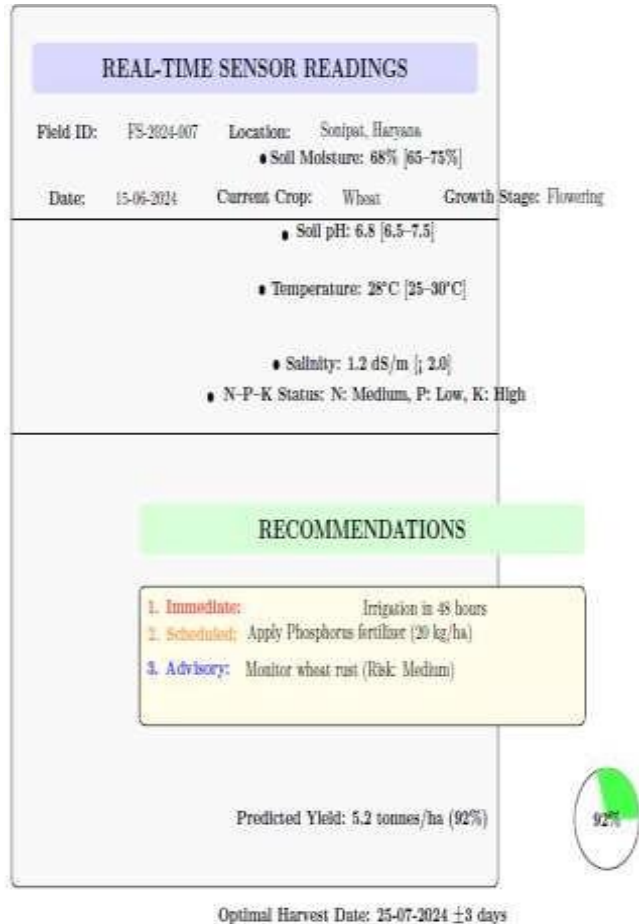 REAL-TIME SENSOR READINGS
Field ID: FS-2024-007 Location: Sonipat, Haryana
• Soil Moisture: 68% [65–75%]
Date: 15-06-2024 Current Crop: Wheat Growth Stage: Flowering
• Soil pH: 6.8 [6.5–7.5]
• Temperature: 28°C [25–30°C]
• Salinity: 1.2 dS/m [¡ 2.0]
• N–P–K Status: N: Medium, P: Low, K: High
RECOMMENDATIONS
1. Immediate: Irrigation in 48 hours
2. Scheduled: Apply Phosphorus fertilizer (20 kg/ha)
3. Advisory: Monitor wheat rust (Risk: Medium)
Predicted Yield: 5.2 tonnes/ha (92%)
92%
Optimal Harvest Date: 25-07-2024 ±3 days